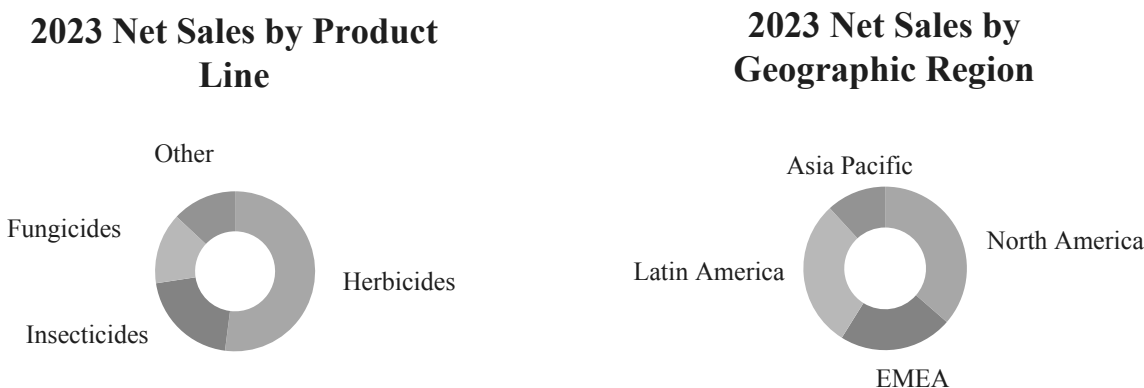 2023 Net Sales by Product
Line
Other
Fungicides
Herbicides
Insecticides
2023 Net Sales by
Geographic Region
Asia Pacific
North America
Latin America
EMEA